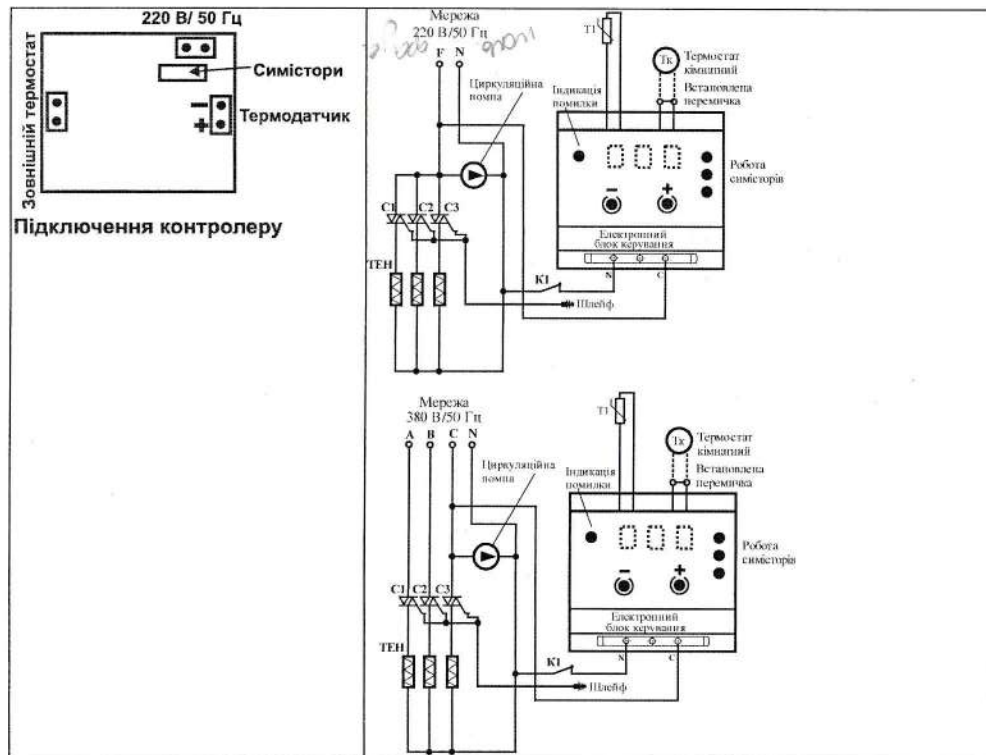 220 В/ 50 Гц
Зовнішній термостат
Симістори
−
+
Термодатчик
Підключення контролеру
Мережа
220 В/50 Гц
F N
Циркуляційна
помпа
T1
Тк
Термостат
кімнатний
Встановлена
перемичка
Індикація
помилки
− +
Робота
симісторів
C1 C2 C3
ТЕН
Електронний
блок керування
N C
K1
Шлейф
Мережа
380 В/50 Гц
A B C N
Циркуляційна
помпа
T1
Тк
Термостат
кімнатний
Встановлена
перемичка
Індикація
помилки
− +
Робота
симісторів
C1 C2 C3
ТЕН
Електронний
блок керування
N C
K1
Шлейф